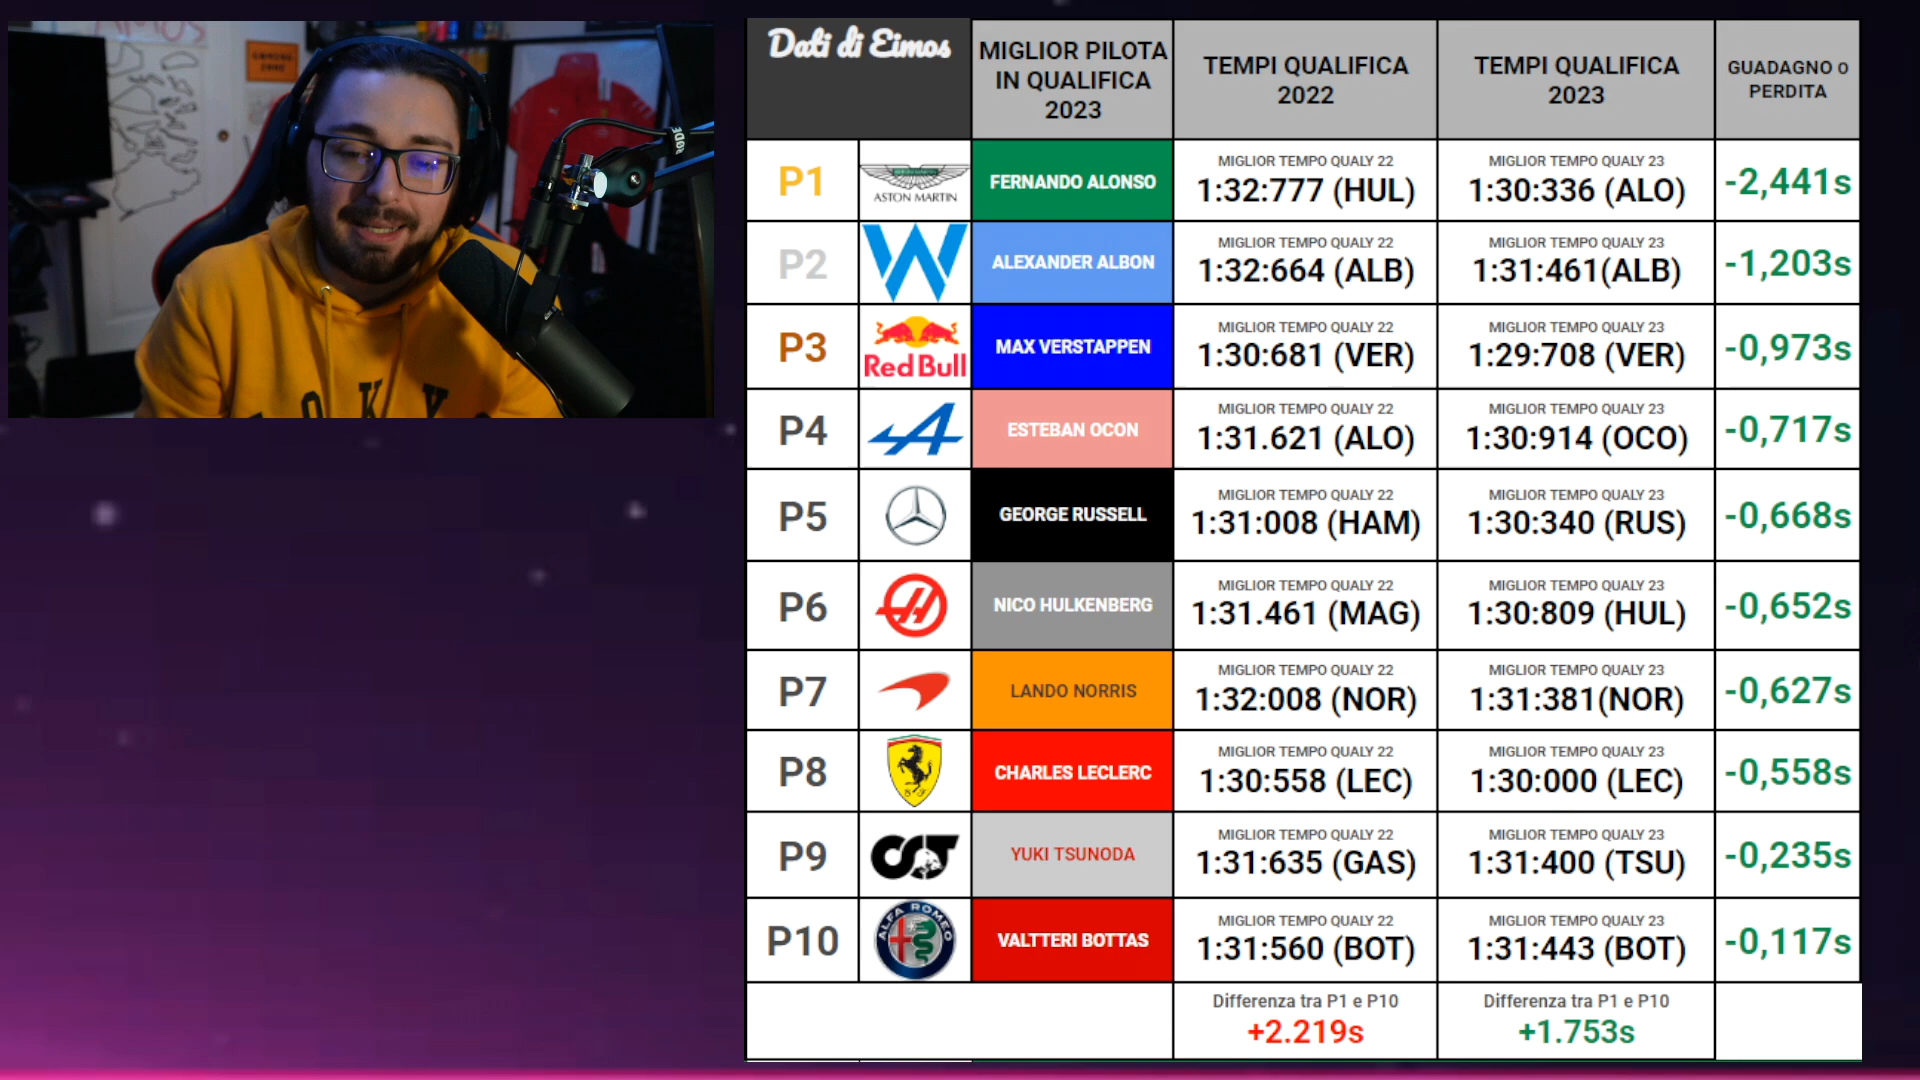 Dati di Eimos
MIGLIOR PILOTA
IN QUALIFICA
2023
TEMPI QUALIFICA
2022
TEMPI QUALIFICA
2023
GUADAGNO O
PERDITA
P1
ASTON MARTIN
FERNANDO ALONSO
MIGLIOR TEMPO QUALY 22
1:32:777 (HUL)
MIGLIOR TEMPO QUALY 23
1:30:336 (ALO)
-2,441s
P2
W
ALEXANDER ALBON
MIGLIOR TEMPO QUALY 22
1:32:664 (ALB)
MIGLIOR TEMPO QUALY 23
1:31:461(ALB)
-1,203s
P3
Red Bull
MAX VERSTAPPEN
MIGLIOR TEMPO QUALY 22
1:30:681 (VER)
MIGLIOR TEMPO QUALY 23
1:29:708 (VER)
-0,973s
P4
ESTEBAN OCON
MIGLIOR TEMPO QUALY 22
1:31.621 (ALO)
MIGLIOR TEMPO QUALY 23
1:30:914 (OCO)
-0,717s
P5
GEORGE RUSSELL
MIGLIOR TEMPO QUALY 22
1:31:008 (HAM)
MIGLIOR TEMPO QUALY 23
1:30:340 (RUS)
-0,668s
P6
NICO HULKENBERG
MIGLIOR TEMPO QUALY 22
1:31.461 (MAG)
MIGLIOR TEMPO QUALY 23
1:30:809 (HUL)
-0,652s
P7
LANDO NORRIS
MIGLIOR TEMPO QUALY 22
1:32:008 (NOR)
MIGLIOR TEMPO QUALY 23
1:31:381(NOR)
-0,627s
P8
CHARLES LECLERC
MIGLIOR TEMPO QUALY 22
1:30:558 (LEC)
MIGLIOR TEMPO QUALY 23
1:30:000 (LEC)
-0,558s
P9
YUKI TSUNODA
MIGLIOR TEMPO QUALY 22
1:31:635 (GAS)
MIGLIOR TEMPO QUALY 23
1:31:400 (TSU)
-0,235s
P10
ALFA ROMEO
VALTTERI BOTTAS
MIGLIOR TEMPO QUALY 22
1:31:560 (BOT)
MIGLIOR TEMPO QUALY 23
1:31:443 (BOT)
-0,117s
Differenza tra P1 e P10
+2.219s
Differenza tra P1 e P10
+1.753s
RODE